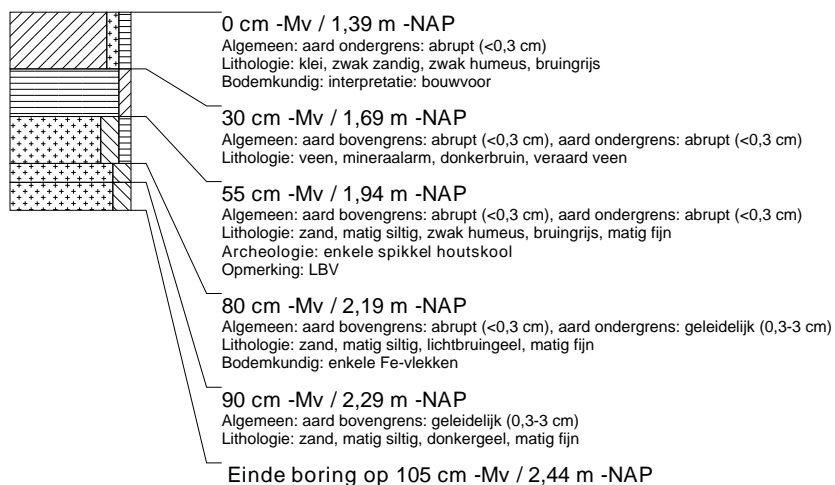 0 cm -Mv / 1,39 m -NAP
Algemeen: aard ondergrens: abrupt (<0,3 cm)
Lithologie: klei, zwak zandig, zwak humeus, bruingrijs
Bodemkundig: interpretatie: bouwvoor
30 cm -Mv / 1,69 m -NAP
Algemeen: aard bovengrens: abrupt (<0,3 cm), aard ondergrens: abrupt (<0,3 cm)
Lithologie: veen, mineraalarm, donkerbruin, veraard veen
55 cm -Mv / 1,94 m -NAP
Algemeen: aard bovengrens: abrupt (<0,3 cm), aard ondergrens: abrupt (<0,3 cm)
Lithologie: zand, matig siltig, zwak humeus, bruingrijs, matig fijn
Archeologie: enkele spikkel houtskool
Opmerking: LBV
80 cm -Mv / 2,19 m -NAP
Algemeen: aard bovengrens: abrupt (<0,3 cm), aard ondergrens: geleidelijk (0,3-3 cm)
Lithologie: zand, matig siltig, lichtbruingeel, matig fijn
Bodemkundig: enkele Fe-vlekken
90 cm -Mv / 2,29 m -NAP
Algemeen: aard bovengrens: geleidelijk (0,3-3 cm)
Lithologie: zand, matig siltig, donkergeel, matig fijn
Einde boring op 105 cm -Mv / 2,44 m -NAP